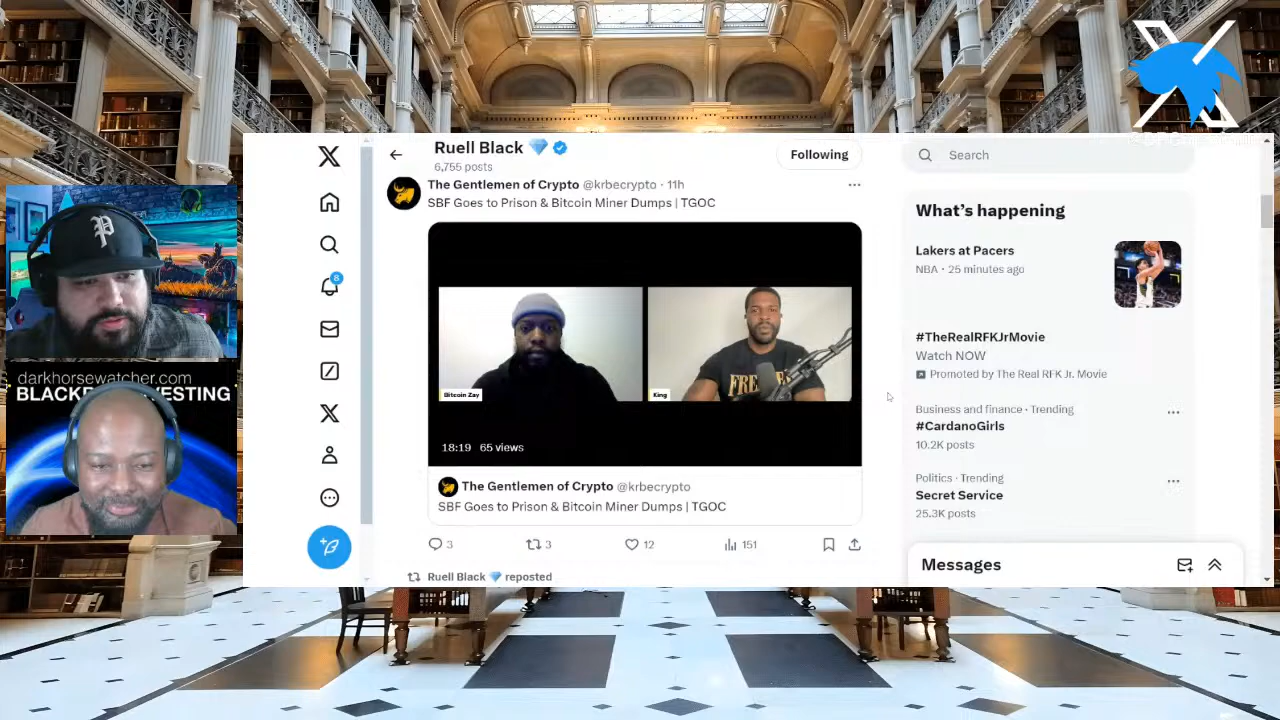 P
darkhorsewatcher.com
VESTING
Ruell Black
6,755 posts
Following
The Gentlemen of Crypto @krbecrypto · 11h
SBF Goes to Prison & Bitcoin Miner Dumps | TGOC
Bitcoin Zay
King
18:19 65 views
The Gentlemen of Crypto @krbecrypto
SBF Goes to Prison & Bitcoin Miner Dumps | TGOC
3
3
12
151
Ruell Black reposted
8
Search
What's happening
Lakers at Pacers
NBA · 25 minutes ago
#TheRealRFKJrMovie
Watch NOW
Promoted by The Real RFK Jr. Movie
Business and finance · Trending
#CardanoGirls
10.2K posts
Politics · Trending
Secret Service
25.3K posts
Messages